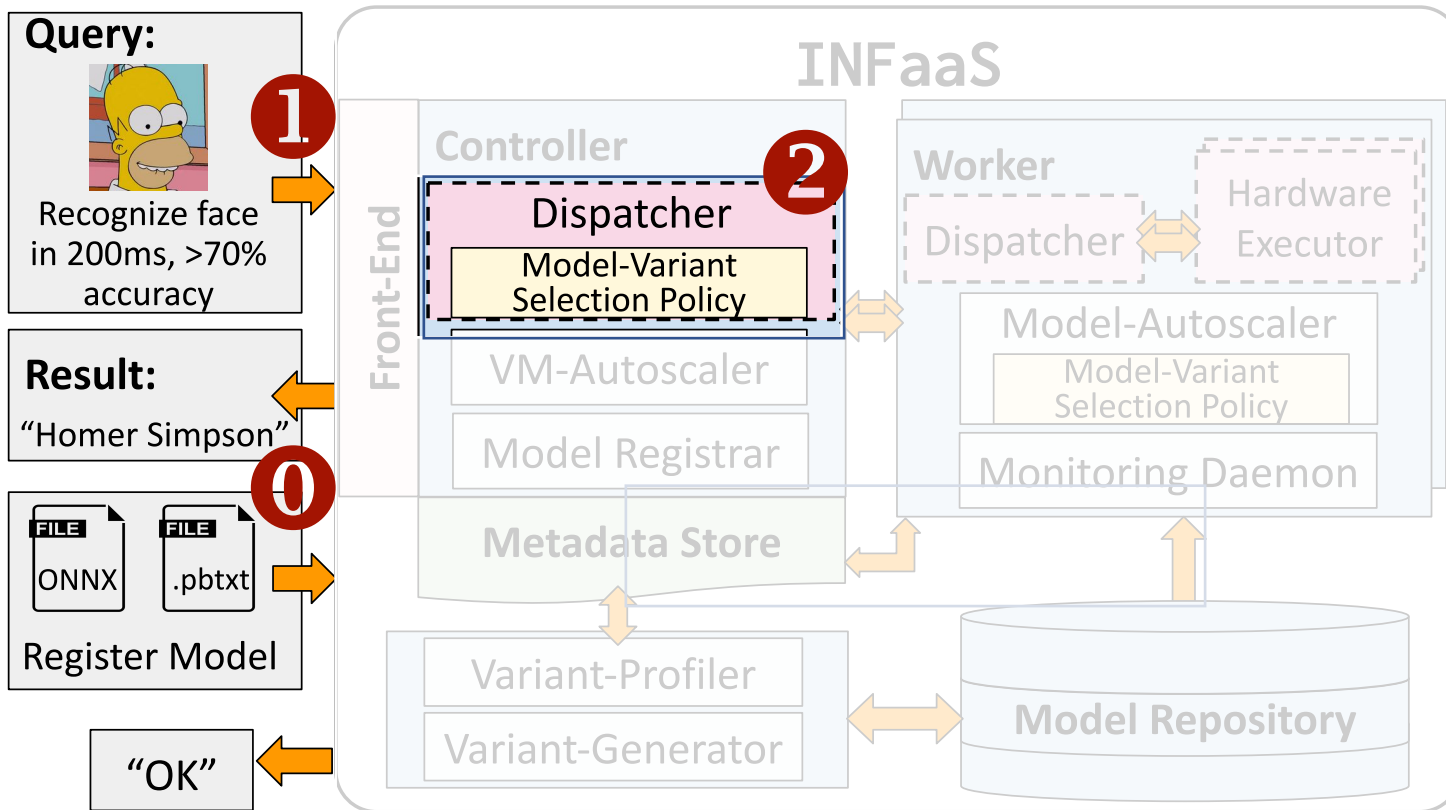 Query:
1
Recognize face
in 200ms, >70%
accuracy
Result:
“Homer Simpson”
0
FILE
ONNX
FILE
.pbtxt
Register Model
“OK”
INFaaS
Front-End
Controller
2
Dispatcher
Model-Variant
Selection Policy
VM-Autoscaler
Model Registrar
Metadata Store
Variant-Profiler
Variant-Generator
Worker
Dispatcher
Hardware
Executor
Model-Autoscaler
Model-Variant
Selection Policy
Monitoring Daemon
Model Repository